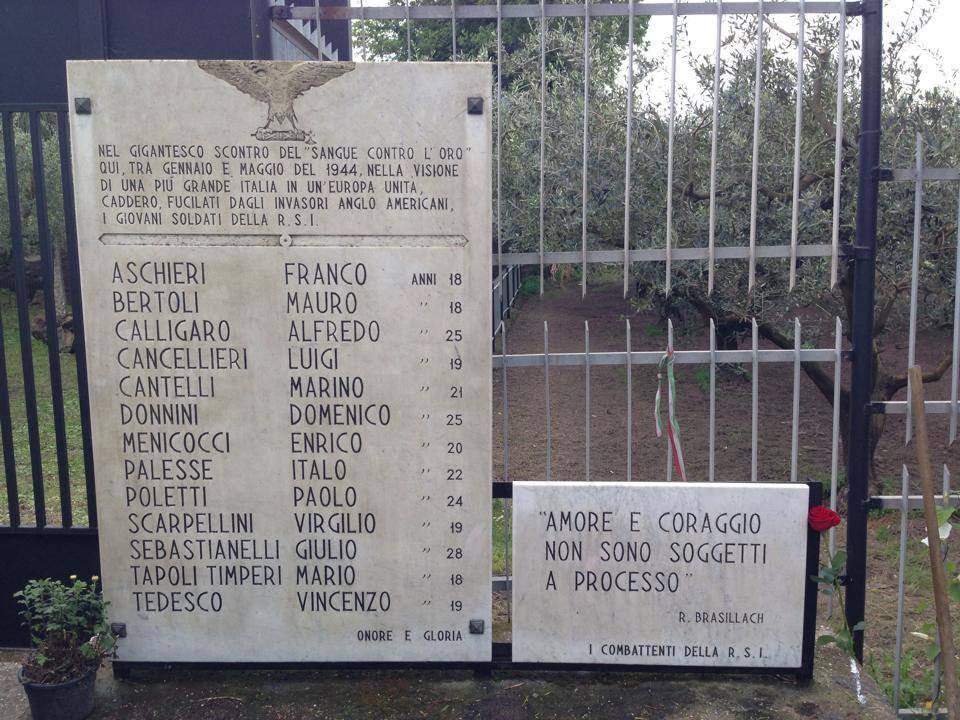 NEL GIGANTESCO SCONTRO DEL "SANGUE CONTRO L'ORO"
QUI, TRA GENNAIO E MAGGIO DEL 1944, NELLA VISIONE
DI UNA PIÚ GRANDE ITALIA IN UN'EUROPA UNITA,
CADDERO, FUCILATI DAGLI INVASORI ANGLO AMERICANI,
I GIOVANI SOLDATI DELLA R.S.I.
ASCHIERI FRANCO ANNI 18
BERTOLI MAURO ,, 18
CALLIGARO ALFREDO ,, 25
CANCELLIERI LUIGI ,, 19
CANTELLI MARINO ,, 21
DONNINI DOMENICO ,, 25
MENICOCCI ENRICO ,, 20
PALESSE ITALO ,, 22
POLETTI PAOLO ,, 24
SCARPELLINI VIRGILIO ,, 19
SEBASTIANELLI GIULIO ,, 28
TAPOLI TIMPERI MARIO ,, 18
TEDESCO VINCENZO ,, 19
ONORE E GLORIA
"AMORE E CORAGGIO
NON SONO SOGGETTI
A PROCESSO"
R. BRASILLACH
I COMBATTENTI DELLA R.S.I.